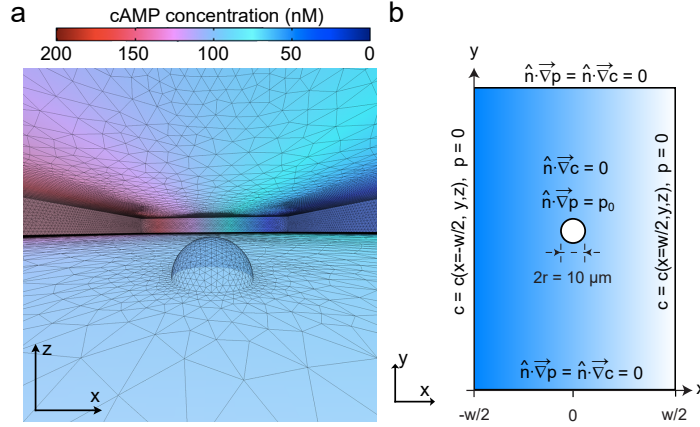 a
cAMP concentration (nM)
200 150 100 50 0
z
x
b
y
n̂·∇⃗p = n̂·∇⃗c = 0
c = c(x=-w/2, y,z), p = 0
n̂·∇⃗c = 0
n̂·∇⃗p = p₀
2r = 10 µm
c = c(x=w/2,y,z), p = 0
n̂·∇⃗p = n̂·∇⃗c = 0
x
-w/2 0 w/2
y
x